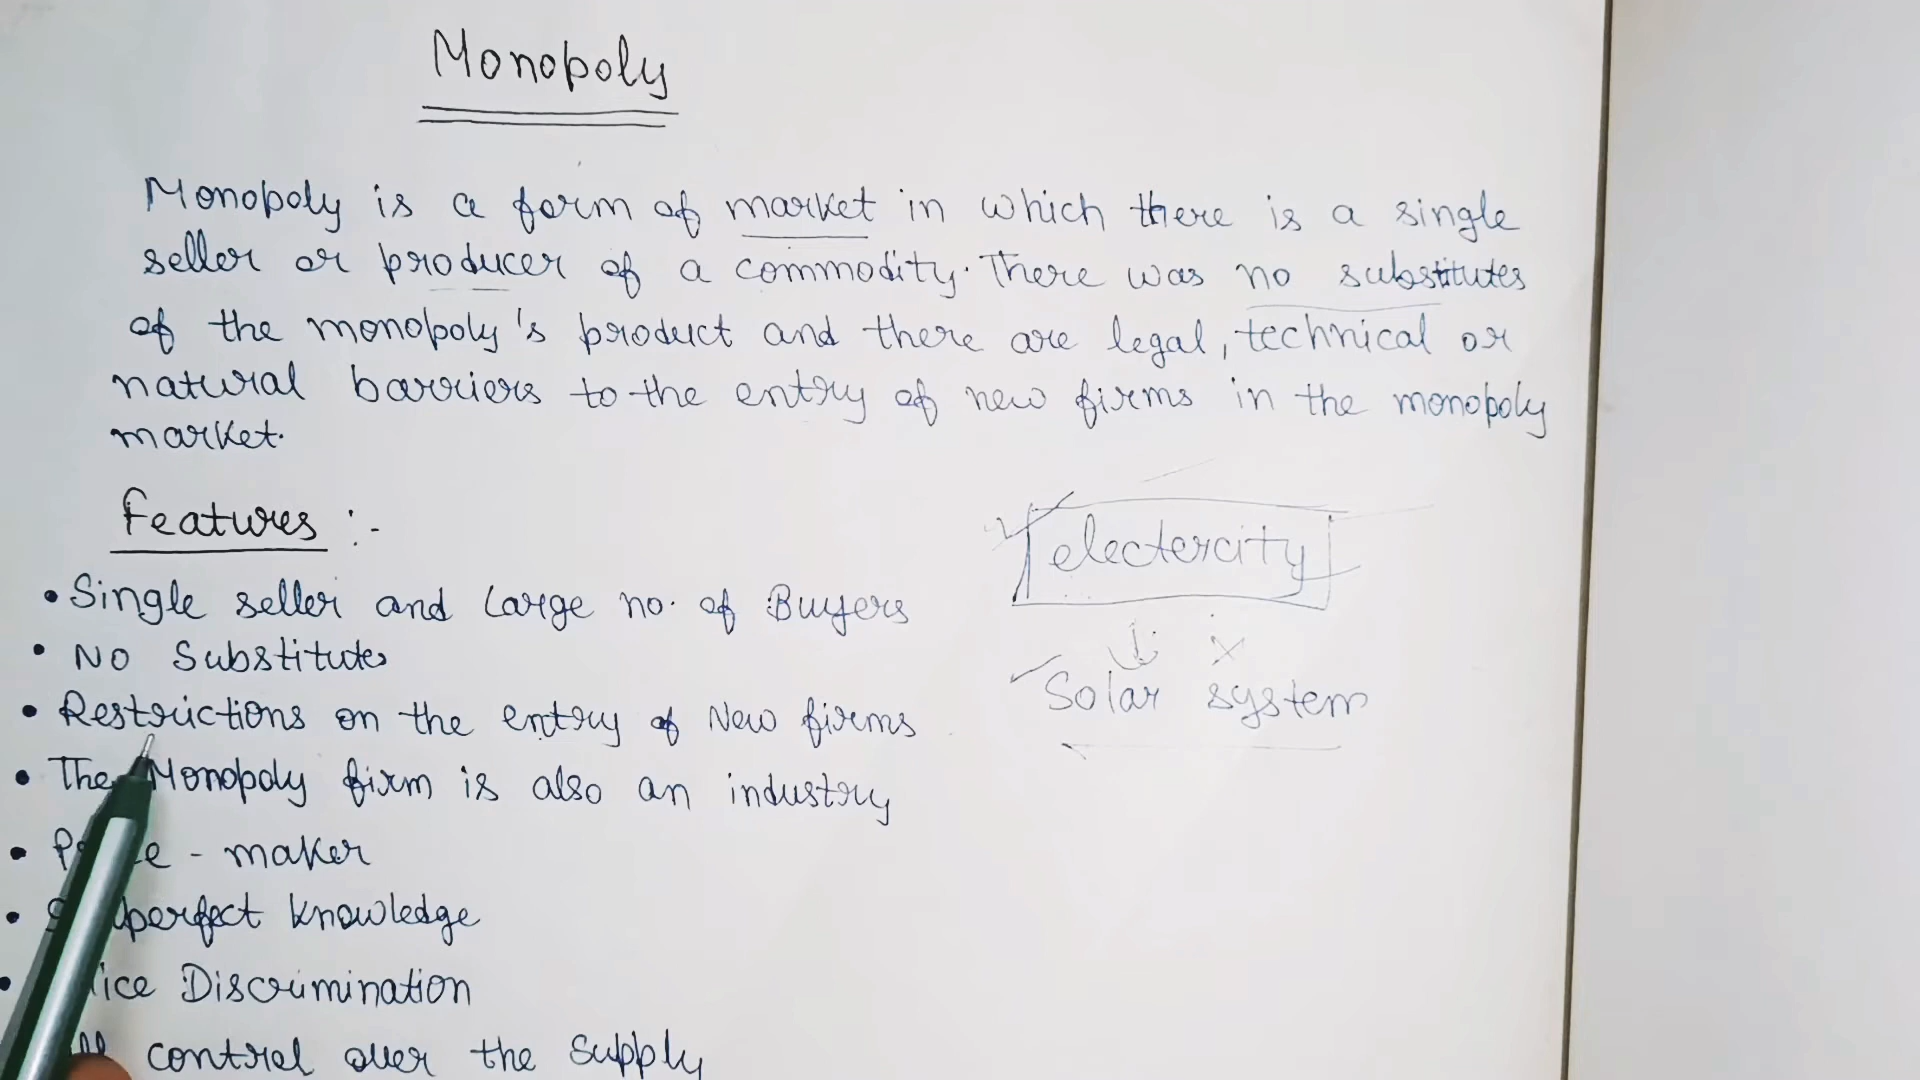 Monopoly
Monopoly is a form of market in which there is a single
seller or producer of a commodity. There was no substitutes
of the monopoly's product and there are legal, technical or
natural barriers to the entry of new firms in the monopoly
market.
Features :-
• Single seller and Large no. of Buyers
• No Substitutes
• Restrictions on the entry of New firms
• The Monopoly firm is also an industry
• maker
• knowledge
• Discrimination
control over the supply
electercity
Solar system